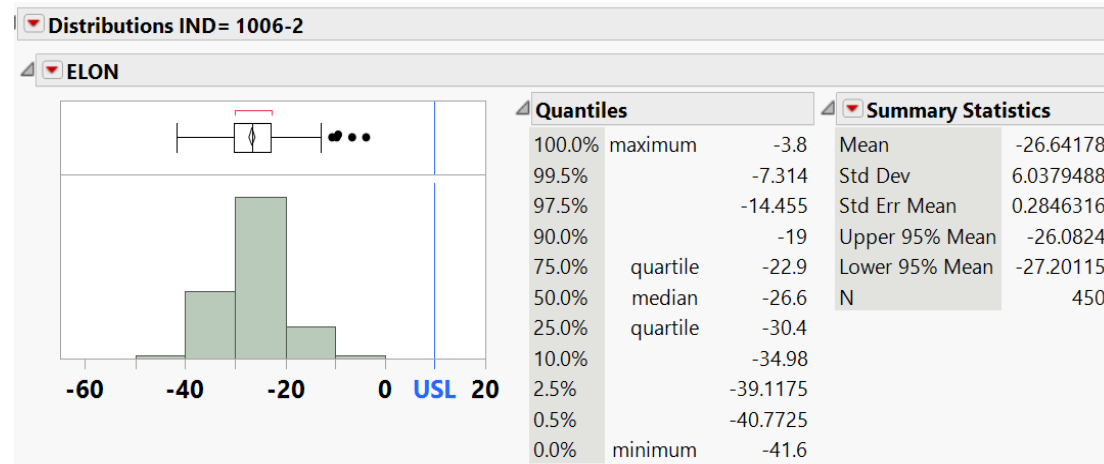 Distributions IND= 1006-2
ELON
Quantiles
100.0% maximum -3.8
99.5% -7.314
97.5% -14.455
90.0% -19
75.0% quartile -22.9
50.0% median -26.6
25.0% quartile -30.4
10.0% -34.98
2.5% -39.1175
0.5% -40.7725
0.0% minimum -41.6
Summary Statistics
Mean -26.64178
Std Dev 6.0379488
Std Err Mean 0.2846316
Upper 95% Mean -26.0824
Lower 95% Mean -27.20115
N 450
-60 -40 -20 0 USL 20